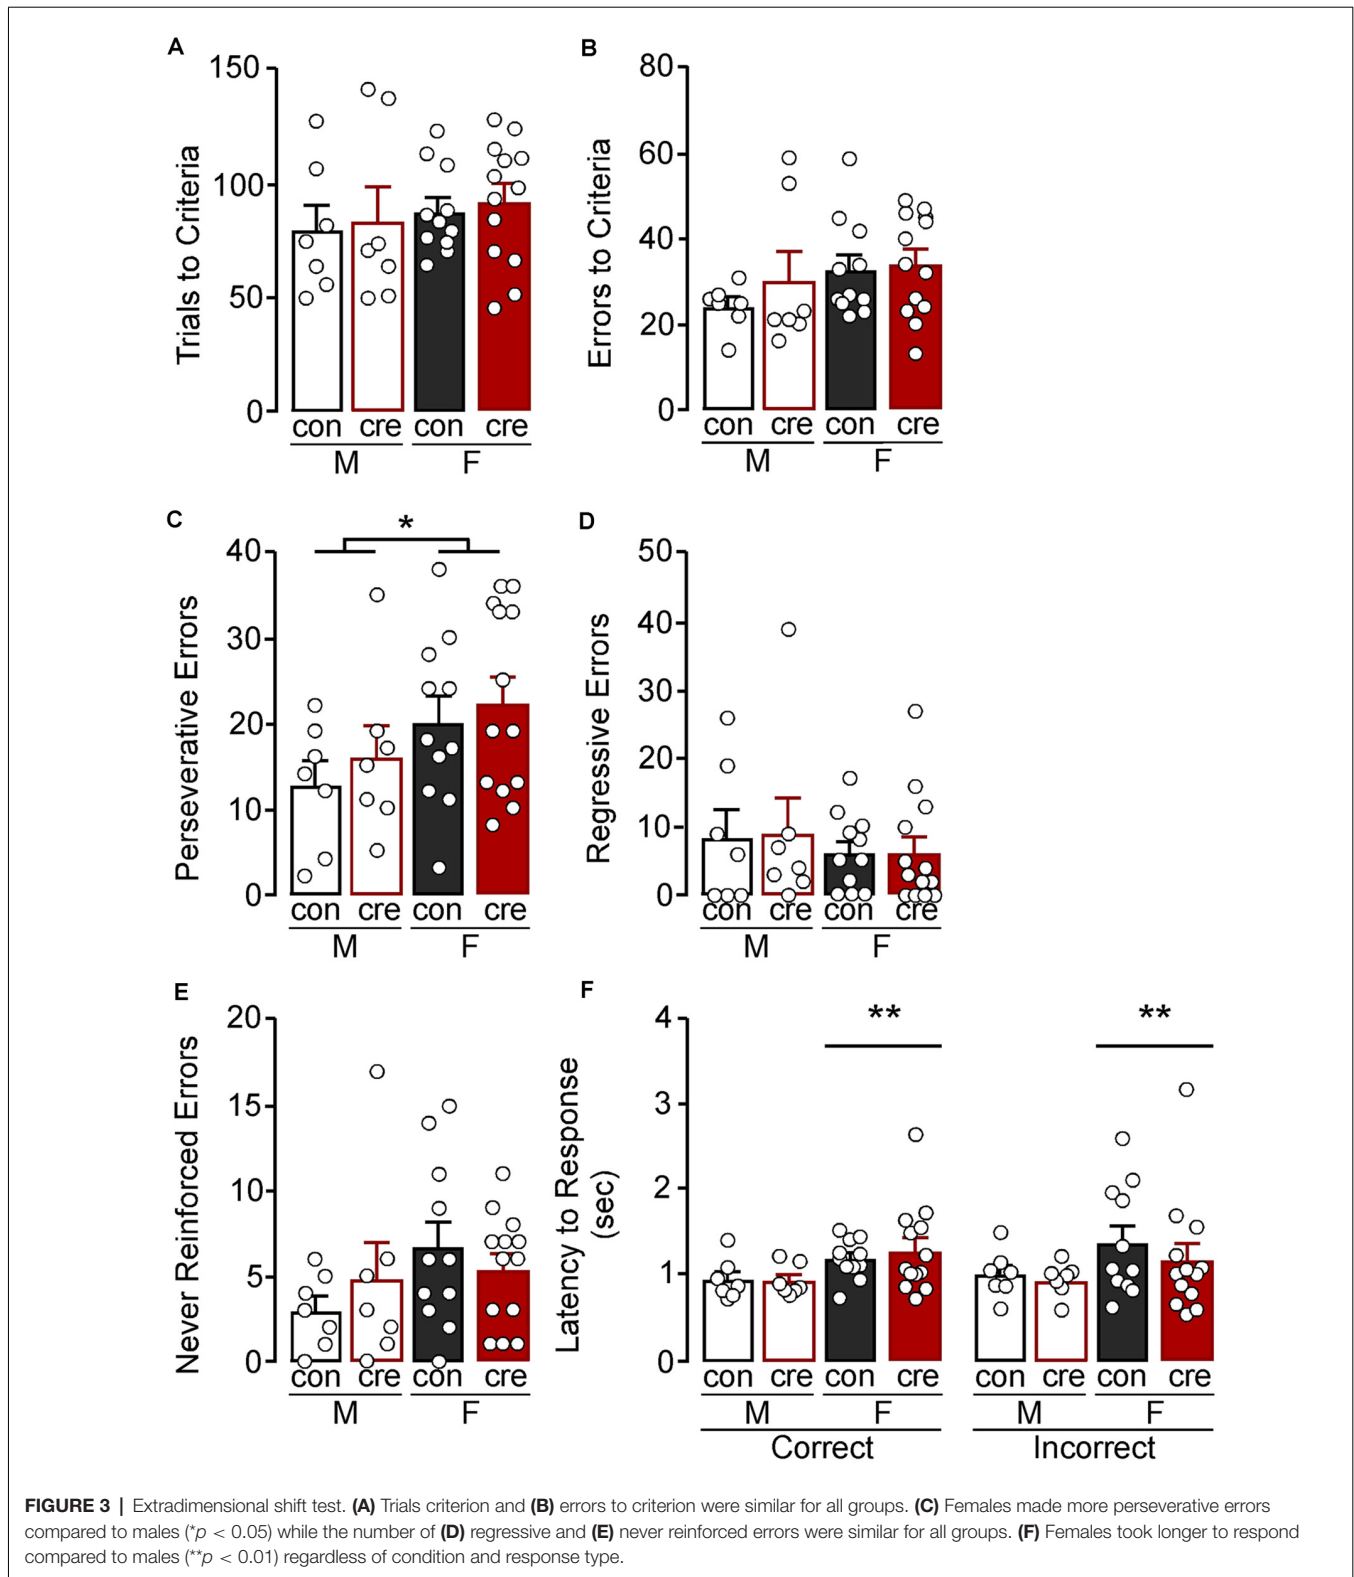 A
Trials to Criteria
150
100
50
0
con cre con cre
M F
B
Errors to Criteria
80
60
40
20
0
con cre con cre
M F
C
Perseverative Errors
*
40
30
20
10
0
con cre con cre
M F
D
Regressive Errors
50
40
30
20
10
0
con cre con cre
M F
E
Never Reinforced Errors
20
15
10
5
0
con cre con cre
M F
F
Latency to Response
(sec)
** **
4
3
2
1
0
con cre con cre con cre con cre
M F M F
Correct Incorrect
FIGURE 3 | Extradimensional shift test. (A) Trials criterion and (B) errors to criterion were similar for all groups. (C) Females made more perseverative errors
compared to males (*p < 0.05) while the number of (D) regressive and (E) never reinforced errors were similar for all groups. (F) Females took longer to respond
compared to males (**p < 0.01) regardless of condition and response type.